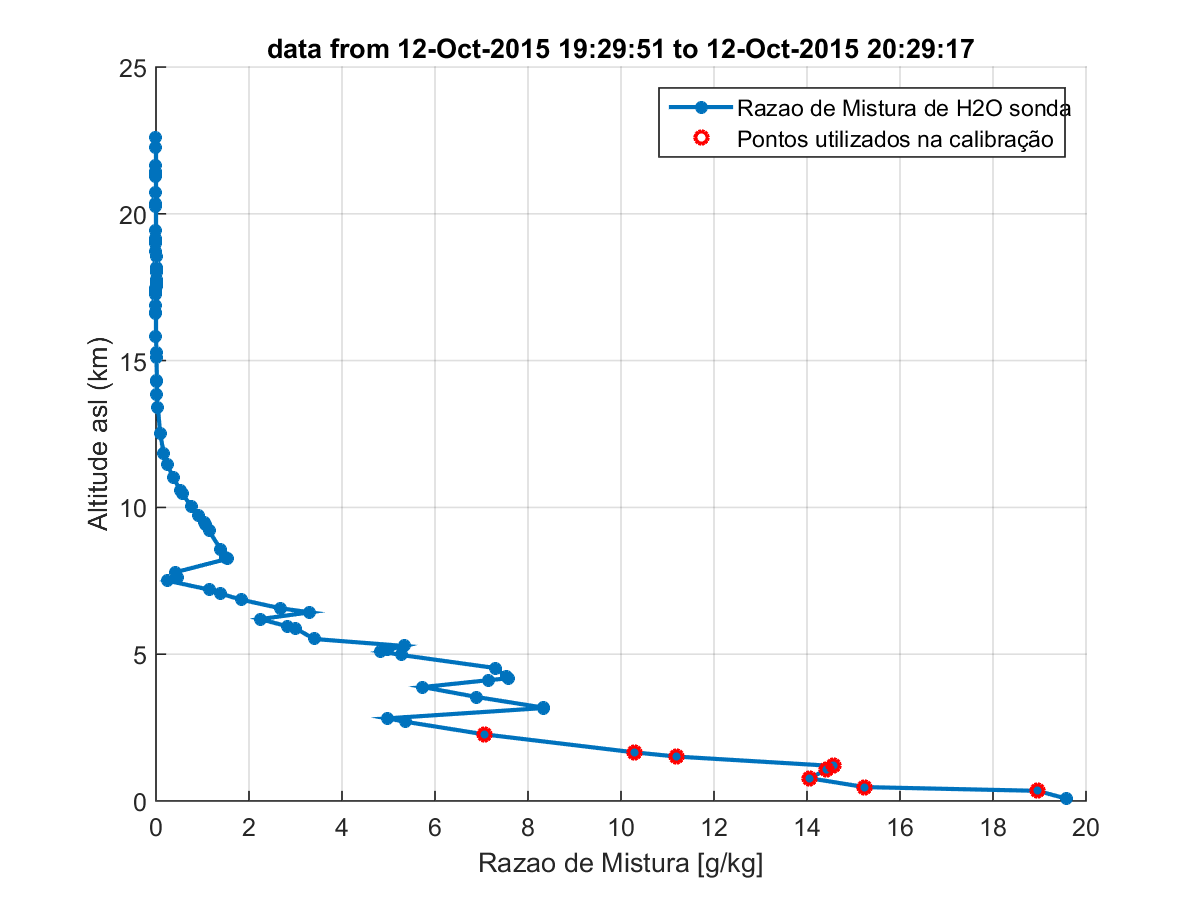 data from 12-Oct-2015 19:29:51 to 12-Oct-2015 20:29:17
Razao de Mistura de H2O sonda
Pontos utilizados na calibração
25
20
15
10
5
0
Altitude asl (km)
0 2 4 6 8 10 12 14 16 18 20
Razao de Mistura [g/kg]